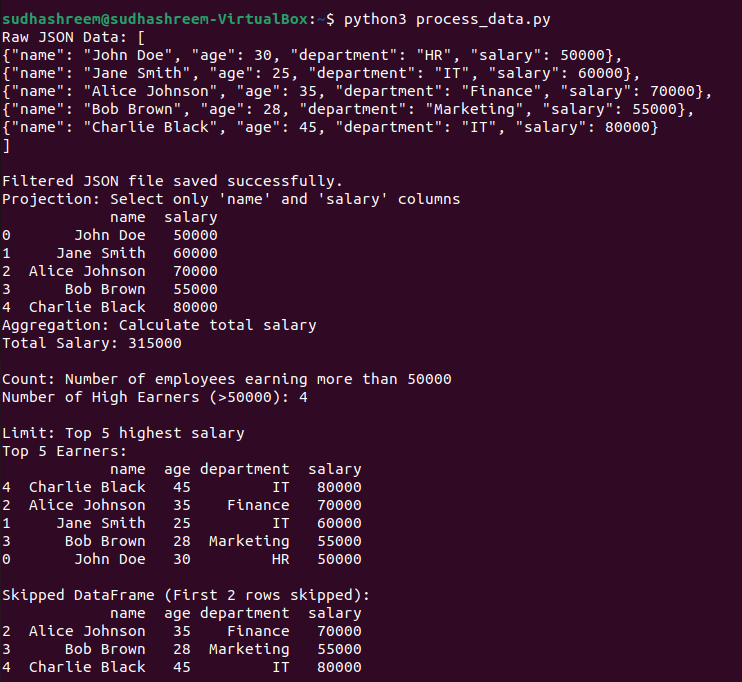 sudhashreem@sudhashreem-VirtualBox:~$ python3 process_data.py
Raw JSON Data: [
{"name": "John Doe", "age": 30, "department": "HR", "salary": 50000},
{"name": "Jane Smith", "age": 25, "department": "IT", "salary": 60000},
{"name": "Alice Johnson", "age": 35, "department": "Finance", "salary": 70000},
{"name": "Bob Brown", "age": 28, "department": "Marketing", "salary": 55000},
{"name": "Charlie Black", "age": 45, "department": "IT", "salary": 80000}
]

Filtered JSON file saved successfully.
Projection: Select only 'name' and 'salary' columns
            name  salary
0       John Doe   50000
1     Jane Smith   60000
2  Alice Johnson   70000
3      Bob Brown   55000
4  Charlie Black   80000
Aggregation: Calculate total salary
Total Salary: 315000

Count: Number of employees earning more than 50000
Number of High Earners (>50000): 4

Limit: Top 5 highest salary
Top 5 Earners:
            name  age department  salary
4  Charlie Black   45         IT   80000
2  Alice Johnson   35    Finance   70000
1     Jane Smith   25         IT   60000
3      Bob Brown   28  Marketing   55000
0       John Doe   30         HR   50000

Skipped DataFrame (First 2 rows skipped):
            name  age department  salary
2  Alice Johnson   35    Finance   70000
3      Bob Brown   28  Marketing   55000
4  Charlie Black   45         IT   80000